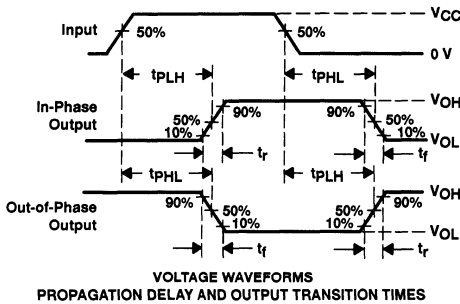 VCC
Input
50%
50%
0 V
tPLH
tPHL
In-Phase
Output
90%
90%
VOH
50%
10%
50%
10%
VOL
tr
tf
tPHL
tPLH
Out-of-Phase
Output
90%
90%
VOH
50%
10%
50%
10%
VOL
tf
tr
VOLTAGE WAVEFORMS
PROPAGATION DELAY AND OUTPUT TRANSITION TIMES